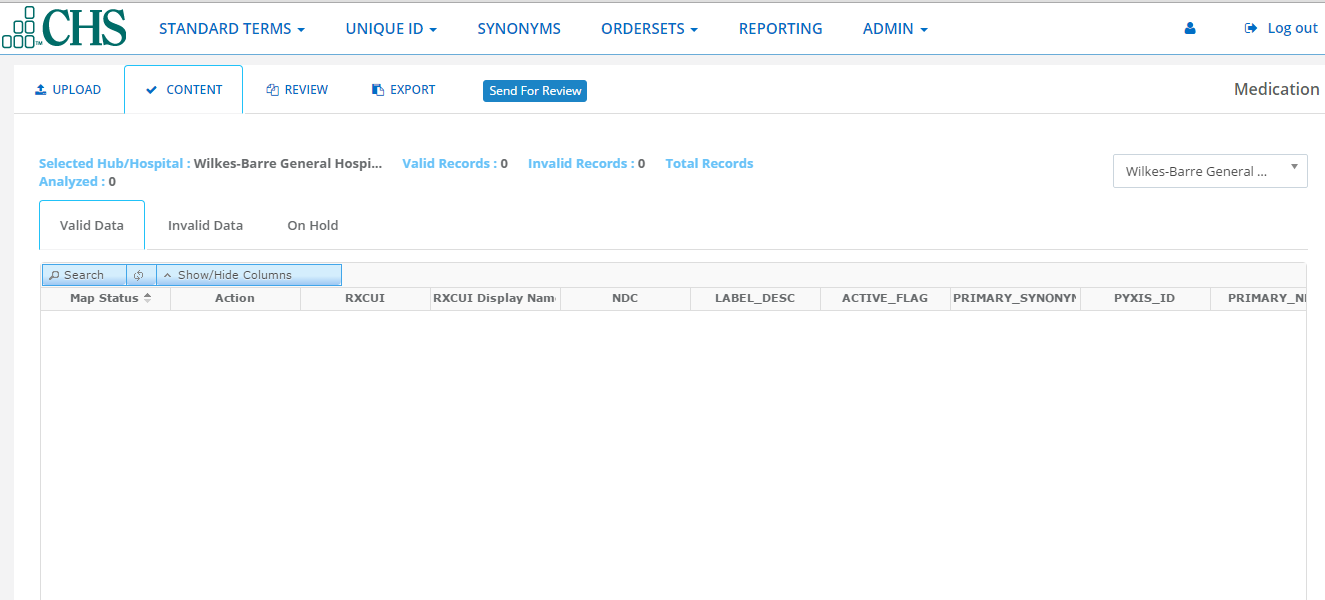 CHS STANDARD TERMS UNIQUE ID SYNONYMS ORDERSETS REPORTING ADMIN Log out
UPLOAD CONTENT REVIEW EXPORT Send For Review Medication
Selected Hub/Hospital : Wilkes-Barre General Hospi... Valid Records : 0 Invalid Records : 0 Total Records
Analyzed : 0
Wilkes-Barre General ...
Valid Data Invalid Data On Hold
Search Show/Hide Columns
Map Status Action RXCUI RXCUI Display Nam NDC LABEL_DESC ACTIVE_FLAG PRIMARY_SYNONYM PYXIS_ID PRIMARY_N